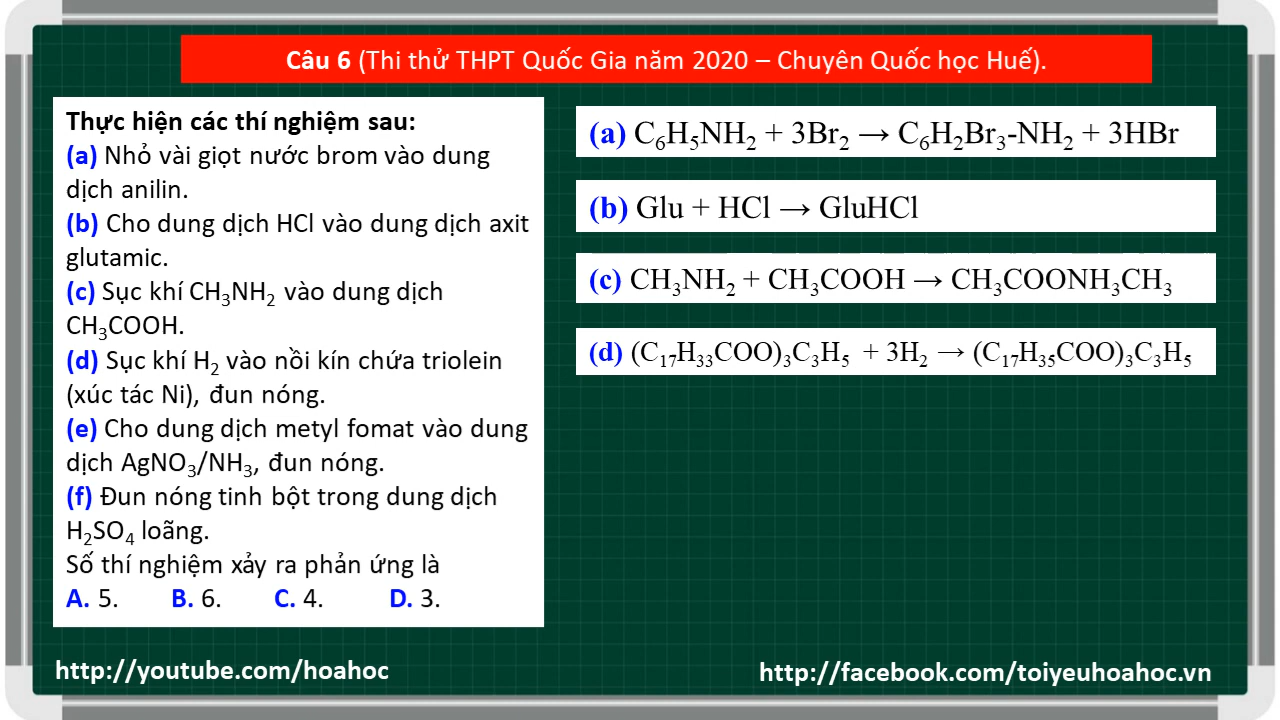 Câu 6 (Thi thử THPT Quốc Gia năm 2020 – Chuyên Quốc học Huế).
Thực hiện các thí nghiệm sau:
(a) Nhỏ vài giọt nước brom vào dung
dịch anilin.
(b) Cho dung dịch HCl vào dung dịch axit
glutamic.
(c) Sục khí CH₃NH₂ vào dung dịch
CH₃COOH.
(d) Sục khí H₂ vào nồi kín chứa triolein
(xúc tác Ni), đun nóng.
(e) Cho dung dịch metyl fomat vào dung
dịch AgNO₃/NH₃, đun nóng.
(f) Đun nóng tinh bột trong dung dịch
H₂SO₄ loãng.
Số thí nghiệm xảy ra phản ứng là
A. 5. B. 6. C. 4. D. 3.
(a) C₆H₅NH₂ + 3Br₂ → C₆H₂Br₃-NH₂ + 3HBr
(b) Glu + HCl → GluHCl
(c) CH₃NH₂ + CH₃COOH → CH₃COONH₃CH₃
(d) (C₁₇H₃₃COO)₃C₃H₅ + 3H₂ → (C₁₇H₃₅COO)₃C₃H₅
http://youtube.com/hoahoc
http://facebook.com/toiyeuhoahoc.vn